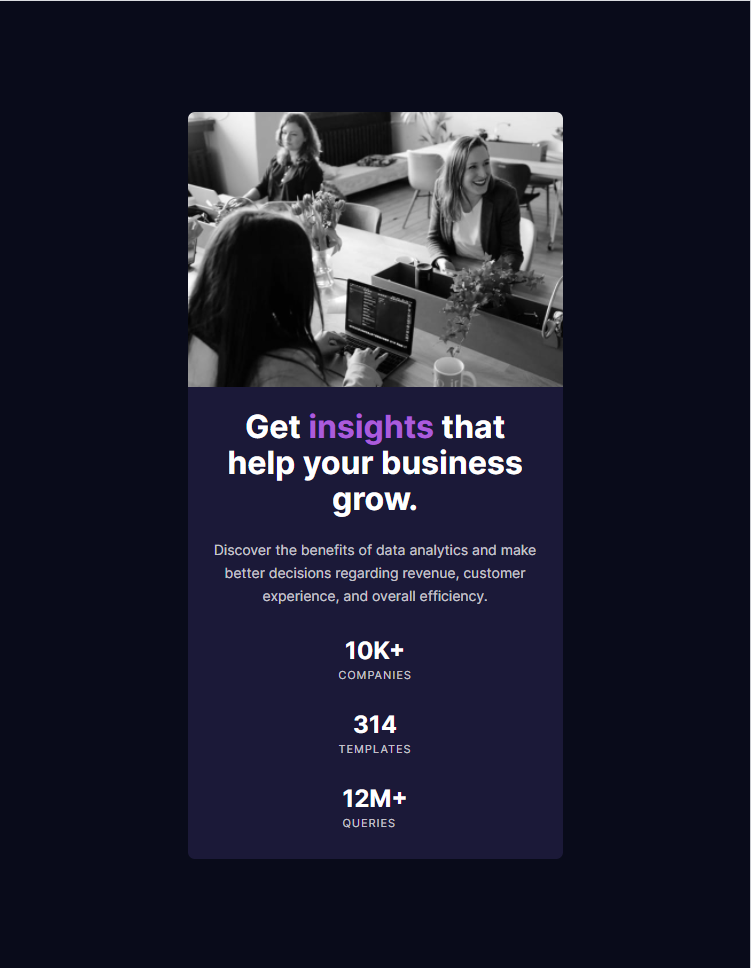 Get insights that
help your business
grow.
Discover the benefits of data analytics and make
better decisions regarding revenue, customer
experience, and overall efficiency.
10K+
COMPANIES
314
TEMPLATES
12M+
QUERIES